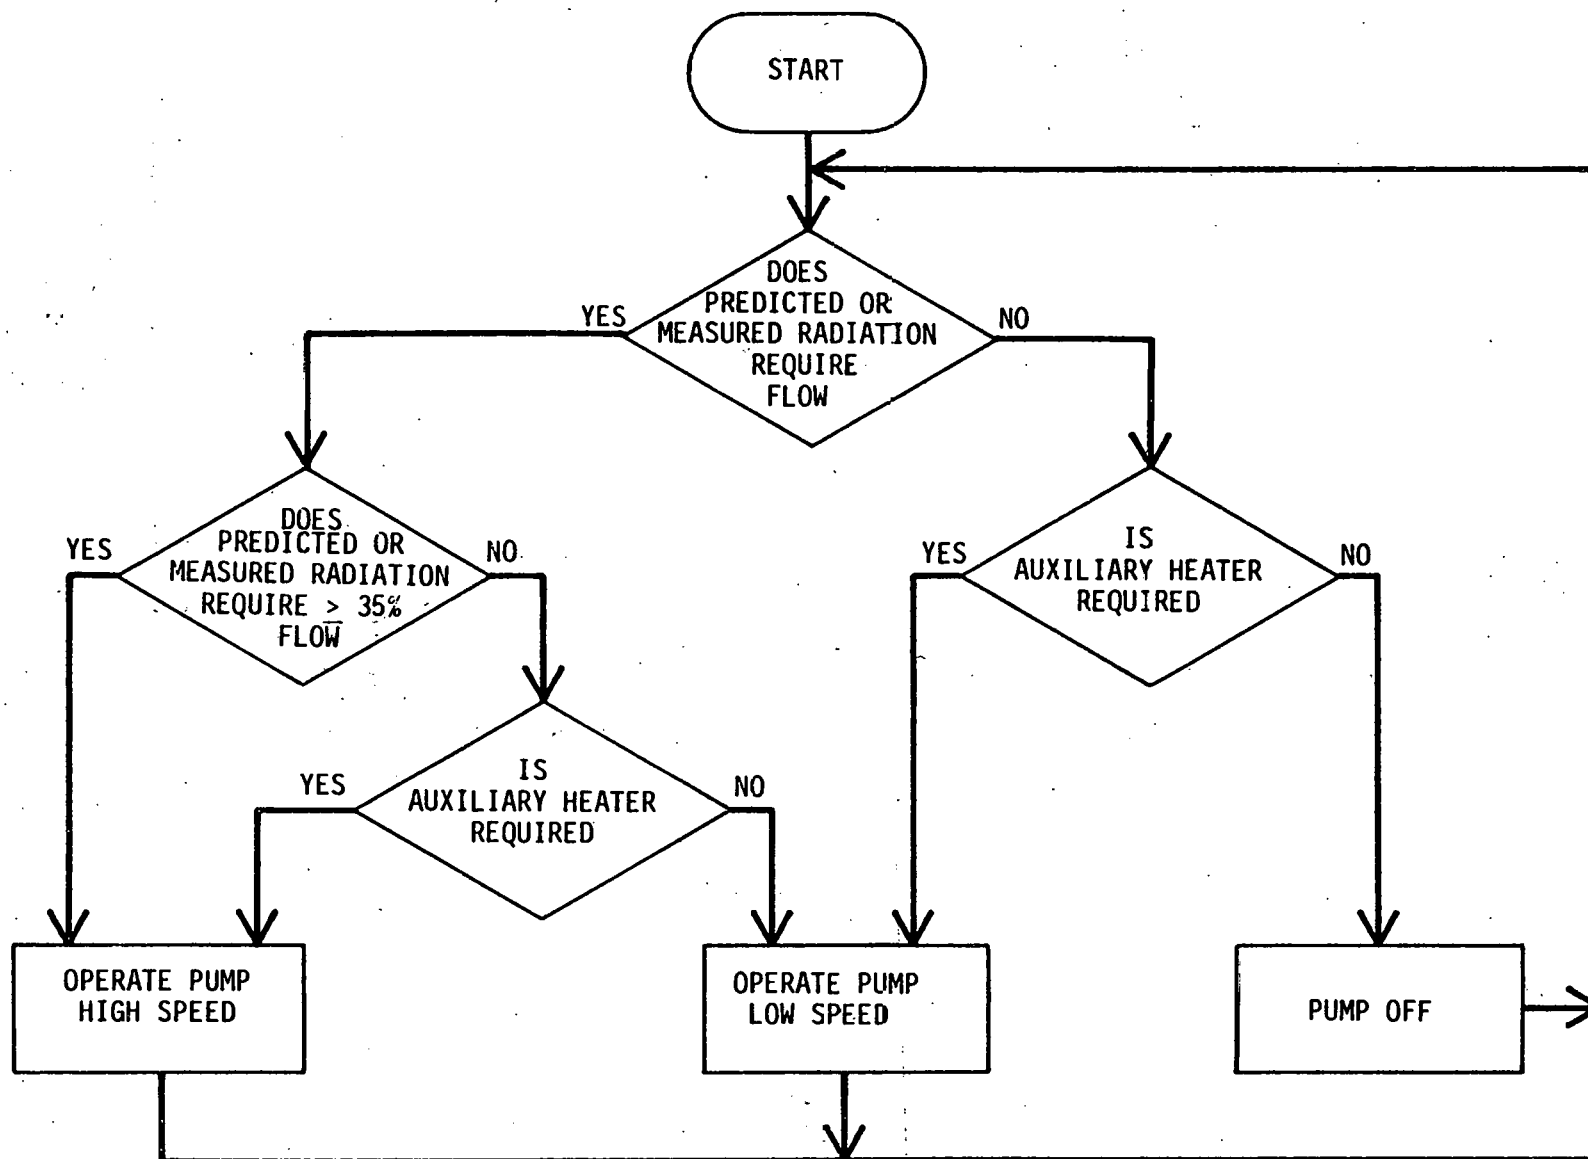 START
DOES
PREDICTED OR
MEASURED RADIATION
REQUIRE
FLOW
YES
NO
DOES
PREDICTED OR
MEASURED RADIATION
REQUIRE ≥ 35%
FLOW
YES
NO
IS
AUXILIARY HEATER
REQUIRED
YES
NO
IS
AUXILIARY HEATER
REQUIRED
YES
NO
OPERATE PUMP
HIGH SPEED
OPERATE PUMP
LOW SPEED
PUMP OFF